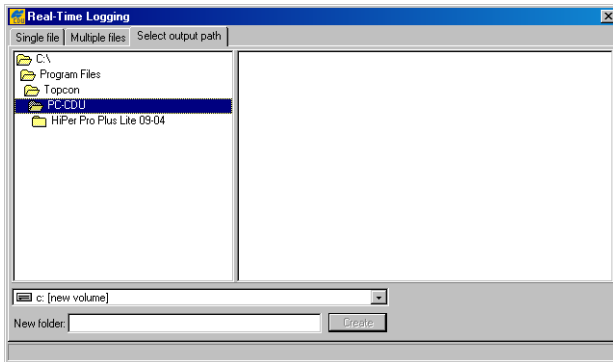 Real-Time Logging
Single file Multiple files Select output path
C:\
Program Files
Topcon
PC-CDU
HiPer Pro Plus Lite 09-04
c: [new volume]
New folder: Create